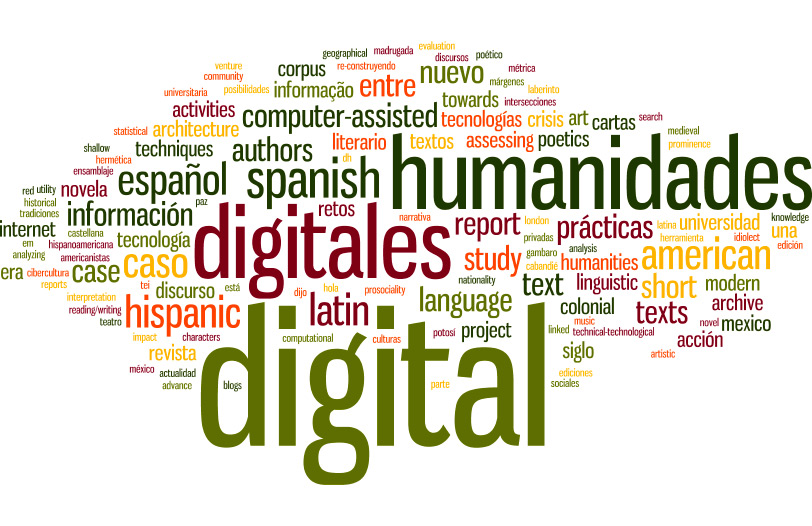 geographical madrugada evaluation
discursos poético
venture corpus re-construyendo nuevo métrica
community márgenes
universitaria posibilidades informação entre laberinto
activities towards intersecciones
computer-assisted tecnologías crisis art cartas search
statistical architecture literario textos assessing poetics medieval
shallow techniques authors prominence
hermética dh
ensamblaje español spanish humanidades
red utility novela paz
historical información retos narrativa report london prácticas latina universidad knowledge
tradiciones
internet castellana digitales privadas herramienta idiolect una
em hispanoamericana tecnología analysis edición
analyzing americanistas gambaro
era cibercultura case caso study cabandié humanities american
reports tei discurso está hola prosociality nationality text linguistic short modern
interpretation dijo language
reading/writing hispanic latin colonial texts archive
teatro music novel mexico
impact characters digital computational culturas potosí project linked technical-technological acción
revista siglo artistic
méxico actualidad ediciones
advance blogs parte sociales